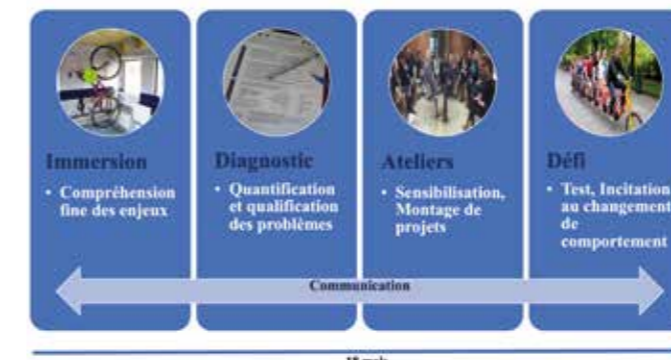 Immersion
• Compréhension
fine des enjeux
Diagnostic
• Quantification
et qualification
des problèmes
Ateliers
• Sensibilisation,
Montage de
projets
Défi
• Test, Incitation
au changement
de
comportement
Communication